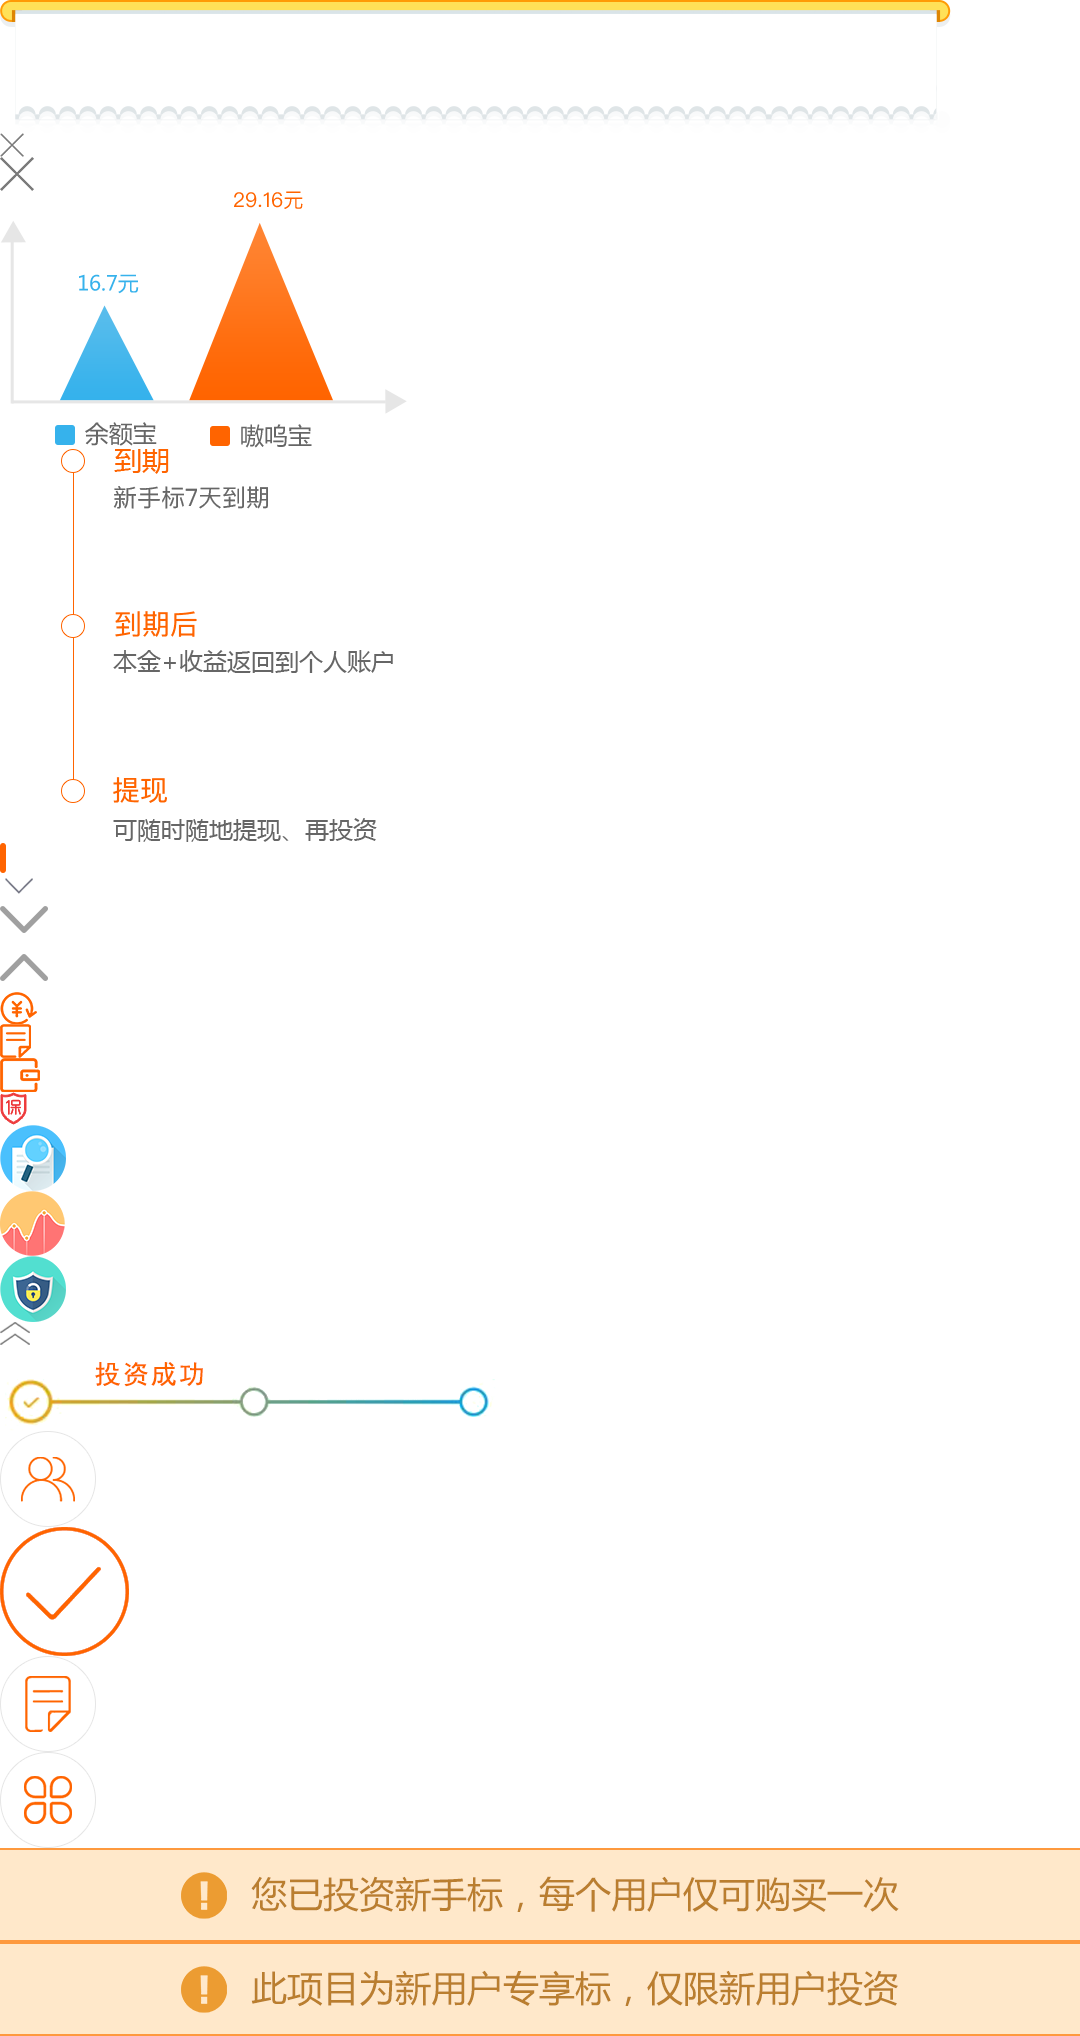 29.16元
16.7元
余额宝
嗷呜宝
到期
新手标7天到期
到期后
本金+收益返回到个人账户
提现
可随时随地提现、再投资
¥
保
投资成功
您已投资新手标，每个用户仅可购买一次
此项目为新用户专享标，仅限新用户投资